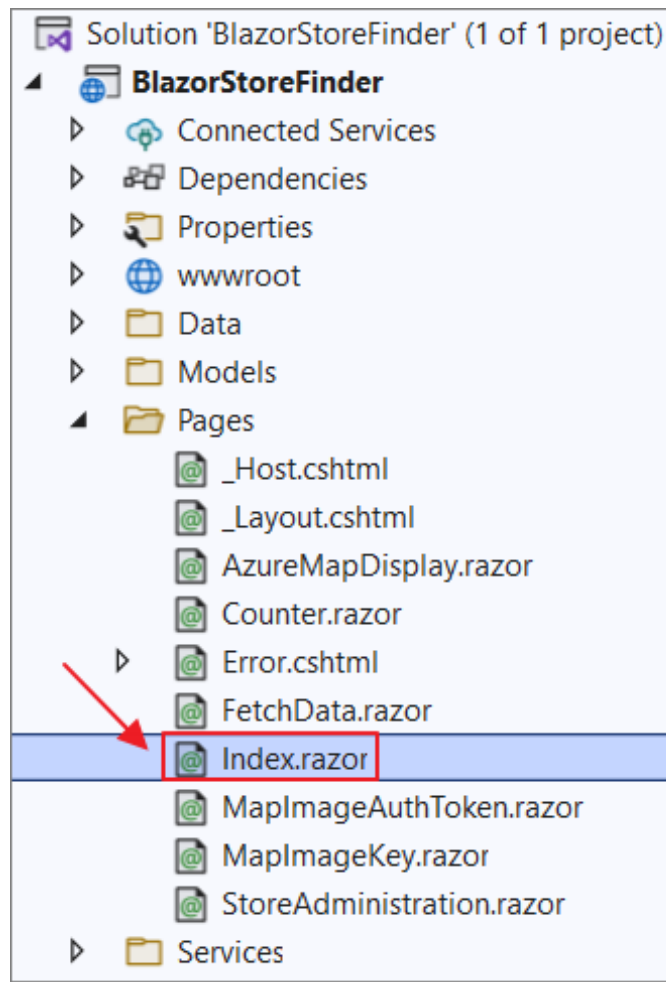 Solution 'BlazorStoreFinder' (1 of 1 project)
BlazorStoreFinder
Connected Services
Dependencies
Properties
wwwroot
Data
Models
Pages
_Host.cshtml
_Layout.cshtml
AzureMapDisplay.razor
Counter.razor
Error.cshtml
FetchData.razor
Index.razor
MapImageAuthToken.razor
MapImageKey.razor
StoreAdministration.razor
Services